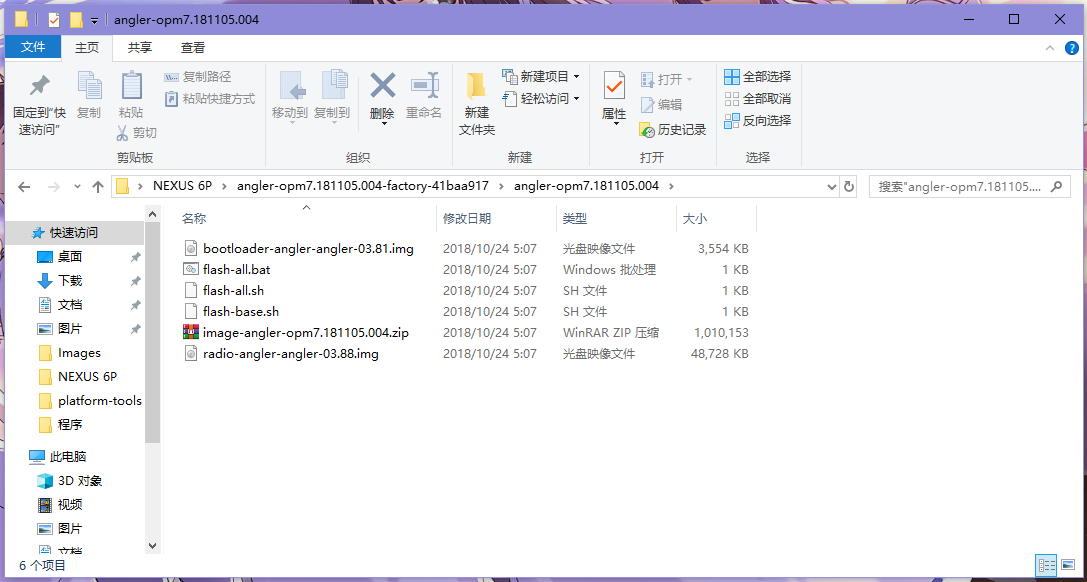 angler-opm7.181105.004
文件 主页 共享 查看
固定到"快速访问"
复制
粘贴
复制路径
粘贴快捷方式
剪切
剪贴板
移动到
复制到
删除
重命名
组织
新建文件夹
新建项目
轻松访问
新建
属性
打开
编辑
历史记录
打开
全部选择
全部取消
反向选择
选择
NEXUS 6P › angler-opm7.181105.004-factory-41baa917 › angler-opm7.181105.004 ›
搜索"angler-opm7.181105....
快速访问
桌面
下载
文档
图片
Images
NEXUS 6P
platform-tools
程序
此电脑
3D 对象
视频
图片
文档
名称 修改日期 类型 大小
bootloader-angler-angler-03.81.img 2018/10/24 5:07 光盘映像文件 3,554 KB
flash-all.bat 2018/10/24 5:07 Windows 批处理 1 KB
flash-all.sh 2018/10/24 5:07 SH 文件 1 KB
flash-base.sh 2018/10/24 5:07 SH 文件 1 KB
image-angler-opm7.181105.004.zip 2018/10/24 5:07 WinRAR ZIP 压缩 1,010,153
radio-angler-angler-03.88.img 2018/10/24 5:07 光盘映像文件 48,728 KB
6 个项目